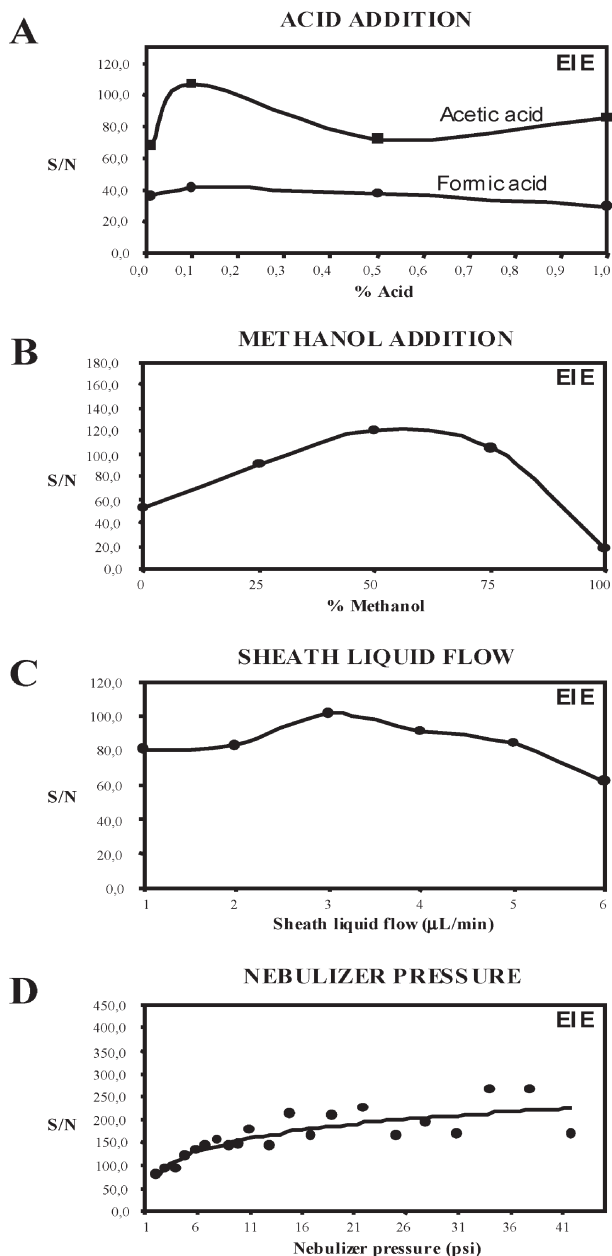 A
ACID ADDITION
EIE
120,0
100,0
80,0
60,0
40,0
20,0
0,0
S/N
Acetic acid
Formic acid
0,0 0,1 0,2 0,3 0,4 0,5 0,6 0,7 0,8 0,9 1,0
% Acid
B
METHANOL ADDITION
EIE
180,0
160,0
140,0
120,0
100,0
80,0
60,0
40,0
20,0
0,0
S/N
0 25 50 75 100
% Methanol
C
SHEATH LIQUID FLOW
EIE
120,0
100,0
80,0
60,0
40,0
20,0
0,0
S/N
1 2 3 4 5 6
Sheath liquid flow (µL/min)
D
NEBULIZER PRESSURE
EIE
450,0
400,0
350,0
300,0
250,0
200,0
150,0
100,0
50,0
0,0
S/N
1 6 11 16 21 26 31 36 41
Nebulizer pressure (psi)